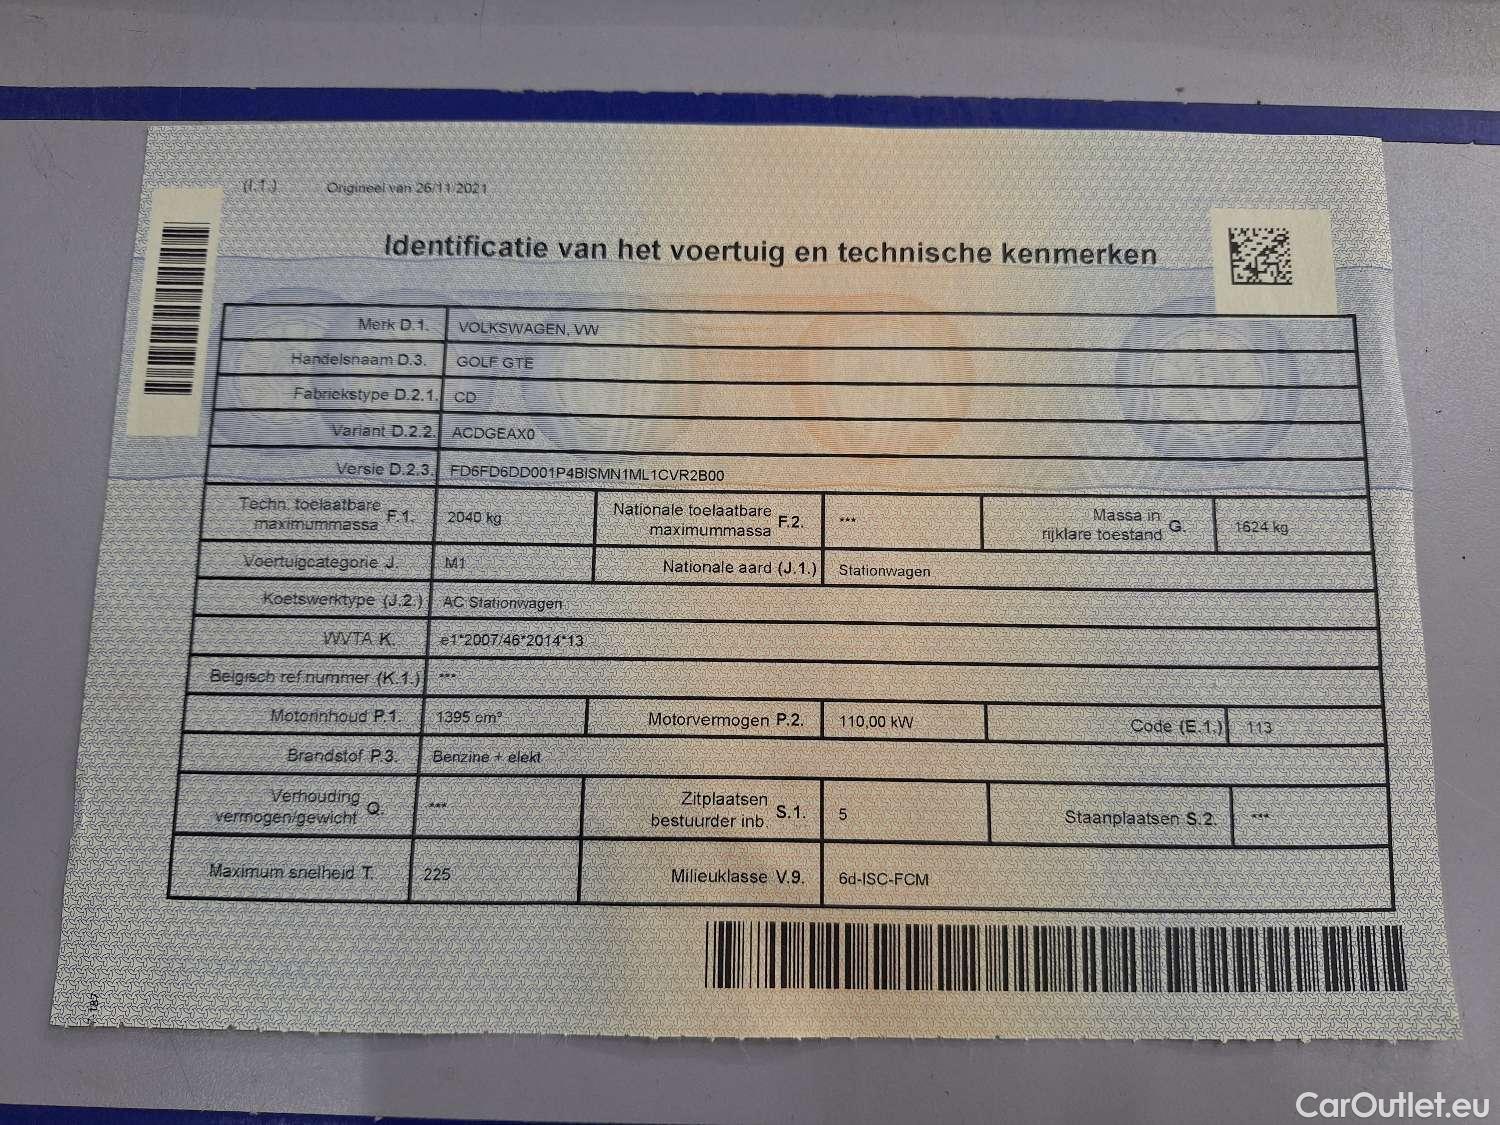 (I.1.) Origineel van 26/11/2021
Identificatie van het voertuig en technische kenmerken
Merk D.1. VOLKSWAGEN, VW
Handelsnaam D.3. GOLF GTE
Fabriekstype D.2.1. CD
Variant D.2.2. ACDGEAX0
Versie D.2.3. FD6FD6DD001P4BISMN1ML1CVR2B00
Techn. toelaatbare maximummassa F.1. 2040 kg Nationale toelaatbare maximummassa F.2. *** Massa in rijklare toestand G. 1624 kg
Voertuigcategorie J. M1 Nationale aard (J.1.) Stationwagen
Koetswerktype (J.2.) AC Stationwagen
WVTA K. e1*2007/46*2014*13
Belgisch ref.nummer (K.1.) ***
Motorinhoud P.1. 1395 cm³ Motorvermogen P.2. 110,00 kW Code (E.1.) 113
Brandstof P.3. Benzine + elekt
Verhouding vermogen/gewicht Q. *** Zitplaatsen bestuurder inb. S.1. 5 Staanplaatsen S.2. ***
Maximum snelheid T. 225 Milieuklasse V.9. 6d-ISC-FCM
CarOutlet.eu